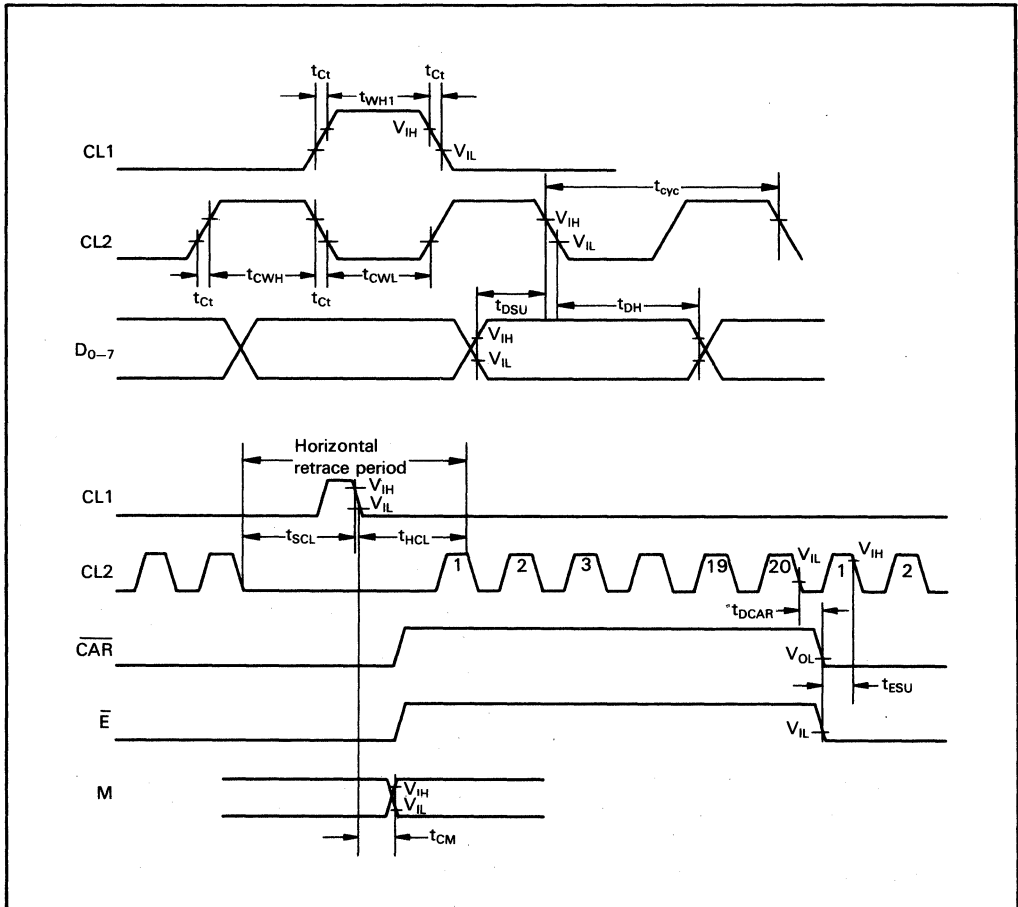 tCt tCt
tWH1
VIH
VIL
CL1
tcyc
VIH
VIL
CL2
tCWH tCWL
tCt tCt
tDSU tDH
VIH
VIL
D0–7
Horizontal
retrace period
VIH
VIL
CL1
tSCL tHCL
CL2
1 2 3 19 20 VIL 1 VIH 2
tDCAR
CAR
VOL
tESU
E
VIL
M
VIH
VIL
tCM